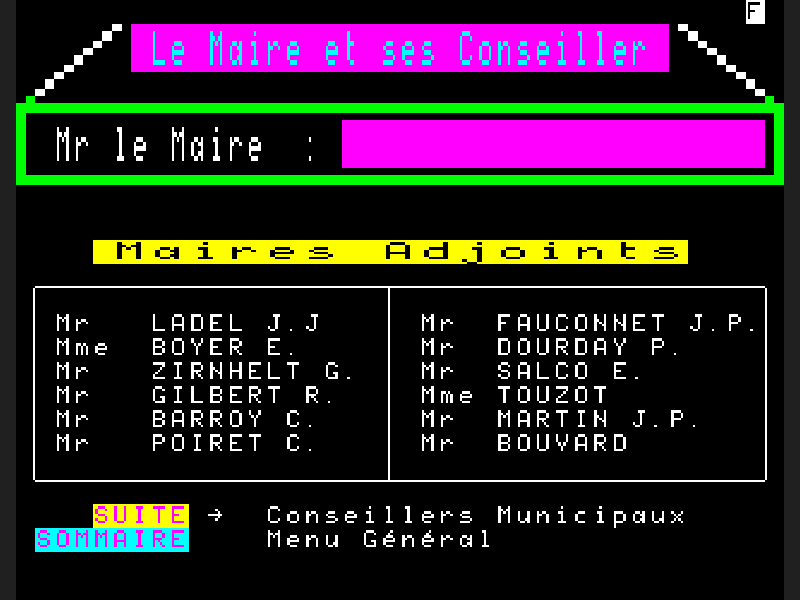 F
Le Maire et ses Conseiller
Mr le Maire :
Maires Adjoints
Mr LADEL J.J
Mme BOYER E.
Mr ZIRNHELT G.
Mr GILBERT R.
Mr BARROY C.
Mr POIRET C.
Mr FAUCONNET J.P.
Mr DOURDAY P.
Mr SALCO E.
Mme TOUZOT
Mr MARTIN J.P.
Mr BOUVARD
SUITE → Conseillers Municipaux
SOMMAIRE Menu Général